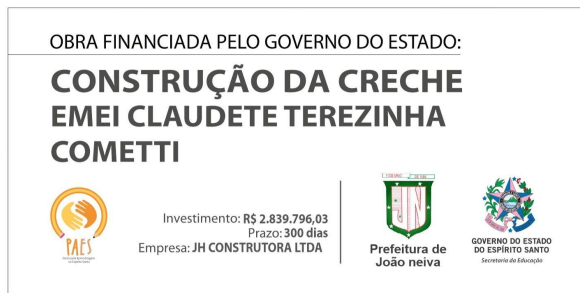 OBRA FINANCIADA PELO GOVERNO DO ESTADO:
CONSTRUÇÃO DA CRECHE
EMEI CLAUDETE TEREZINHA
COMETTI
PAES
Investimento: R$ 2.839.796,03
Prazo: 300 dias
Empresa: JH CONSTRUTORA LTDA
Prefeitura de
João neiva
GOVERNO DO ESTADO
DO ESPÍRITO SANTO
Secretaria da Educação